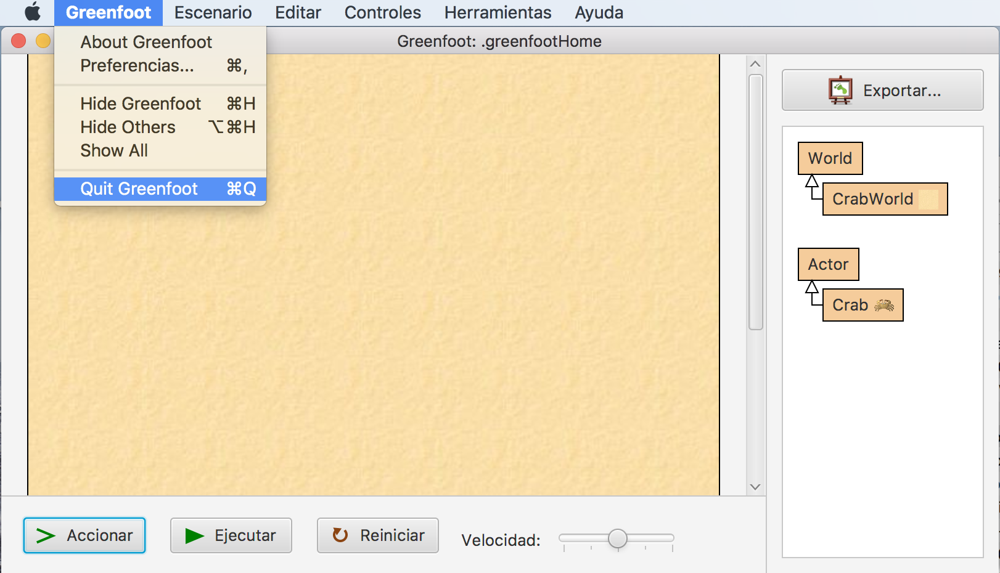 Greenfoot Escenario Editar Controles Herramientas Ayuda
Greenfoot: .greenfootHome
About Greenfoot
Preferencias... ⌘,
Hide Greenfoot ⌘H
Hide Others ⌥⌘H
Show All
Quit Greenfoot ⌘Q
Exportar...
World
CrabWorld
Actor
Crab
Accionar
Ejecutar
Reiniciar
Velocidad: